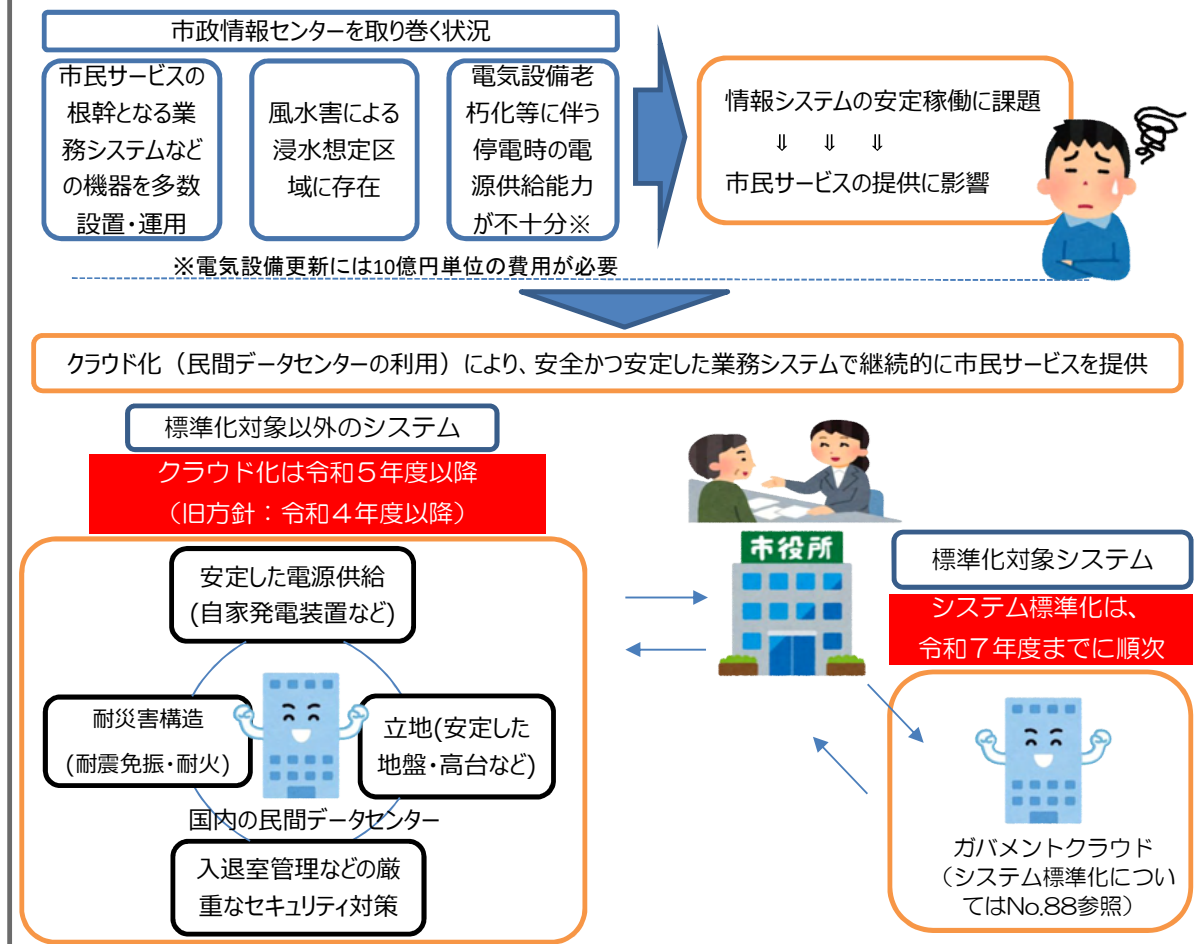 市政情報センターを取り巻く状況
市民サービスの
根幹となる業
務システムなど
の機器を多数
設置・運用
風水害による
浸水想定区
域に存在
電気設備老
朽化等に伴う
停電時の電
源供給能力
が不十分※
情報システムの安定稼働に課題
⇓ ⇓ ⇓
市民サービスの提供に影響
※電気設備更新には10億円単位の費用が必要
クラウド化（民間データセンターの利用）により、安全かつ安定した業務システムで継続的に市民サービスを提供
標準化対象以外のシステム
クラウド化は令和５年度以降
（旧方針：令和４年度以降）
安定した電源供給
(自家発電装置など)
耐災害構造
(耐震免振・耐火)
立地(安定した
地盤・高台など)
国内の民間データセンター
入退室管理などの厳
重なセキュリティ対策
市役所
標準化対象システム
システム標準化は、
令和７年度までに順次
ガバメントクラウド
（システム標準化につい
てはNo.88参照）